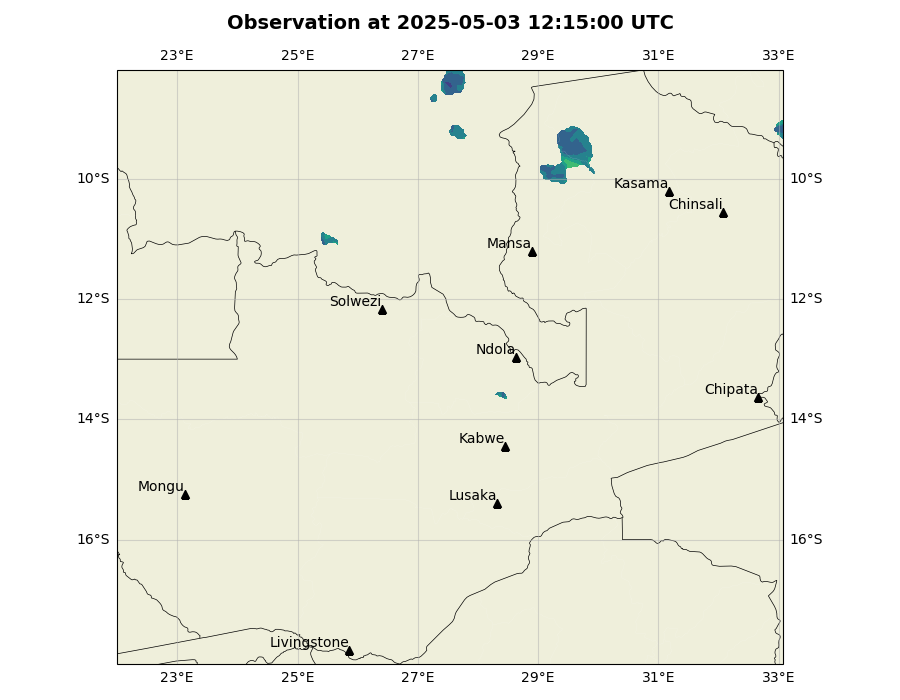 Observation at 2025-05-03 12:15:00 UTC
23°E 25°E 27°E 29°E 31°E 33°E
10°S 10°S
Kasama
Chinsali
Mansa
12°S 12°S
Solwezi
Ndola
Chipata
14°S 14°S
Kabwe
Mongu
Lusaka
16°S 16°S
Livingstone
23°E 25°E 27°E 29°E 31°E 33°E